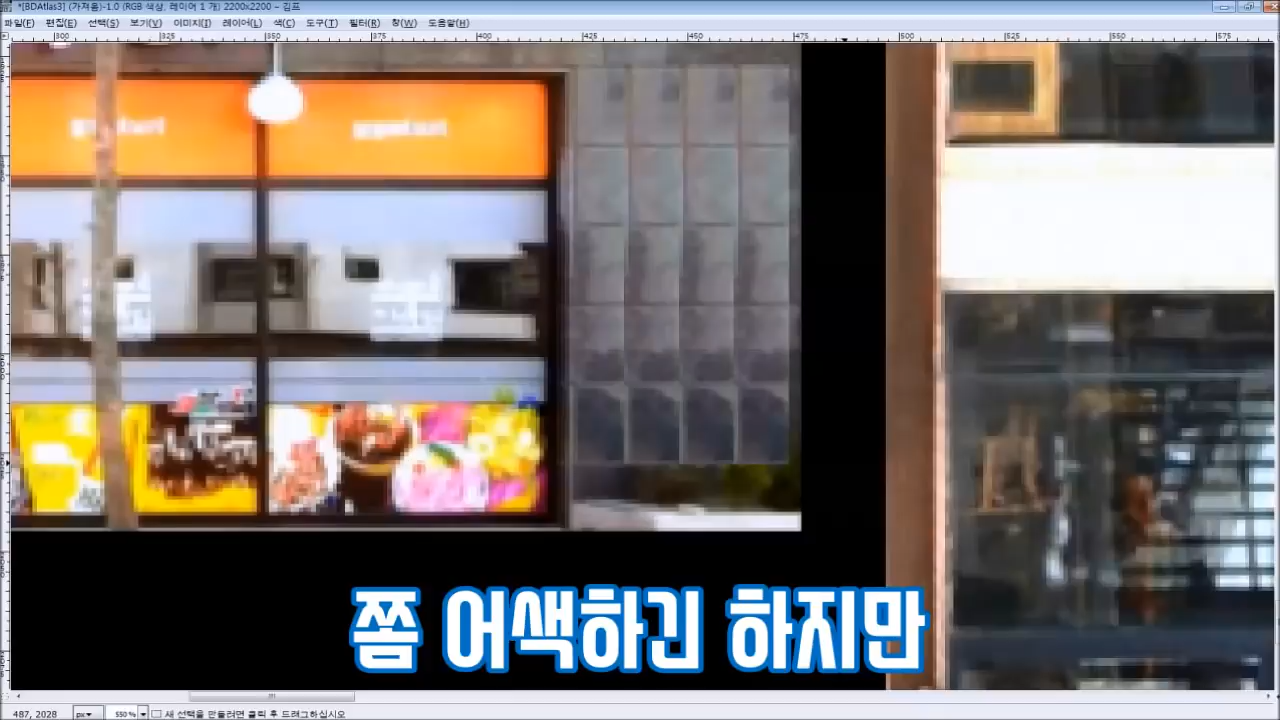 *[BDAtlas3] (가져옴)-1.0 (RGB 색상, 레이어 1 개) 2200x2200 – 김프
파일(F) 편집(E) 선택(S) 보기(V) 이미지(I) 레이어(L) 색(C) 도구(T) 필터(R) 창(W) 도움말(H)
300 325 350 375 400 425 450 475 500 525 550 575
쫌 어색하긴 하지만
487, 2028 px 550 % 새 선택을 만들려면 클릭 후 드래그하십시오